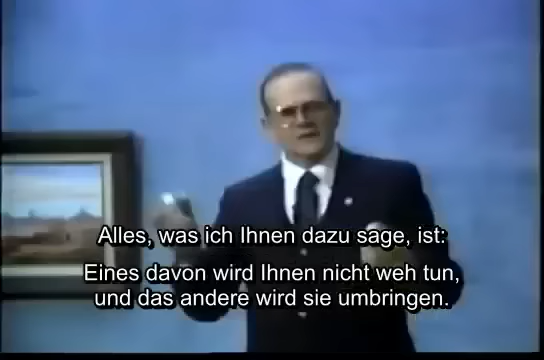 Alles, was ich Ihnen dazu sage, ist:
Eines davon wird Ihnen nicht weh tun,
und das andere wird sie umbringen.